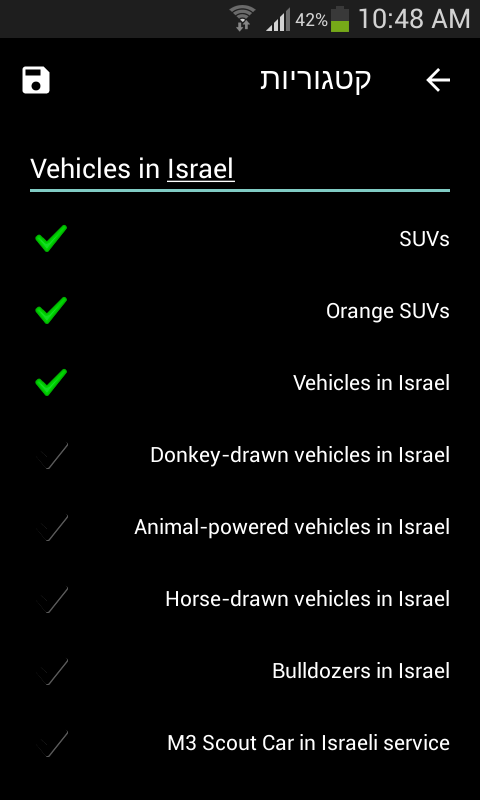 42% 10:48 AM
קטגוריות
Vehicles in Israel
SUVs
Orange SUVs
Vehicles in Israel
Donkey-drawn vehicles in Israel
Animal-powered vehicles in Israel
Horse-drawn vehicles in Israel
Bulldozers in Israel
M3 Scout Car in Israeli service